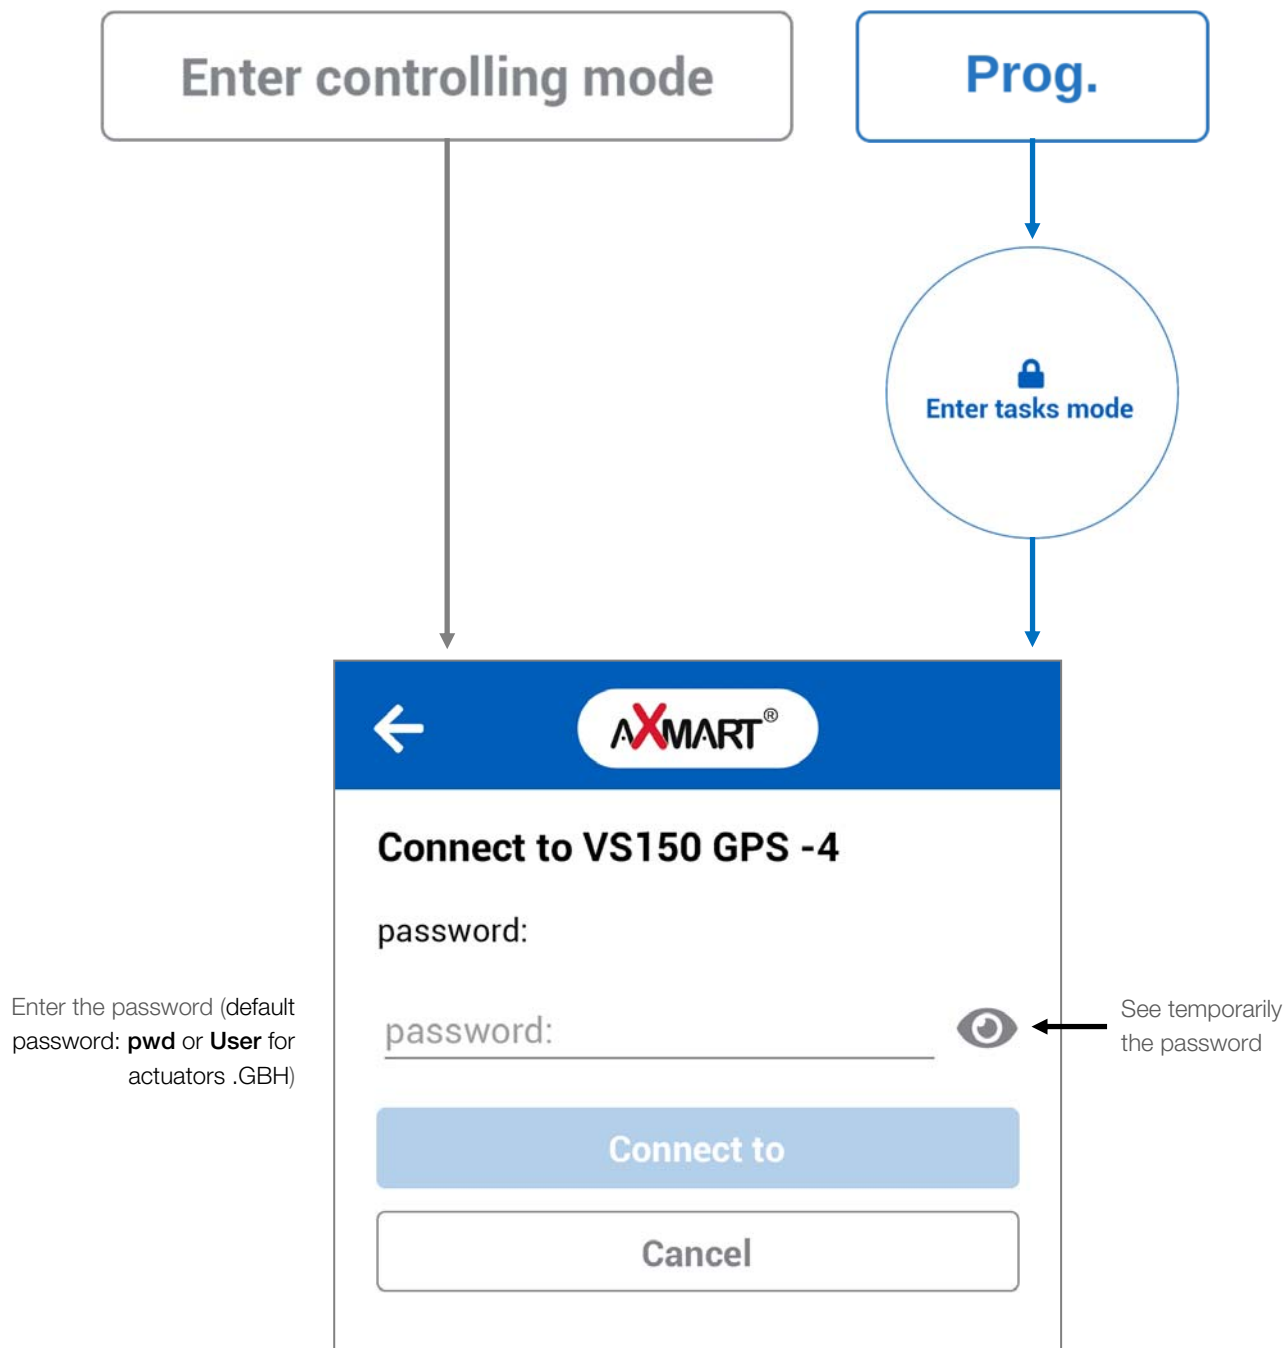 Enter controlling mode
Prog.
Enter tasks mode
AXMART®
Connect to VS150 GPS -4
password:
Enter the password (default
password: pwd or User for
actuators .GBH)
password:
See temporarily
the password
Connect to
Cancel